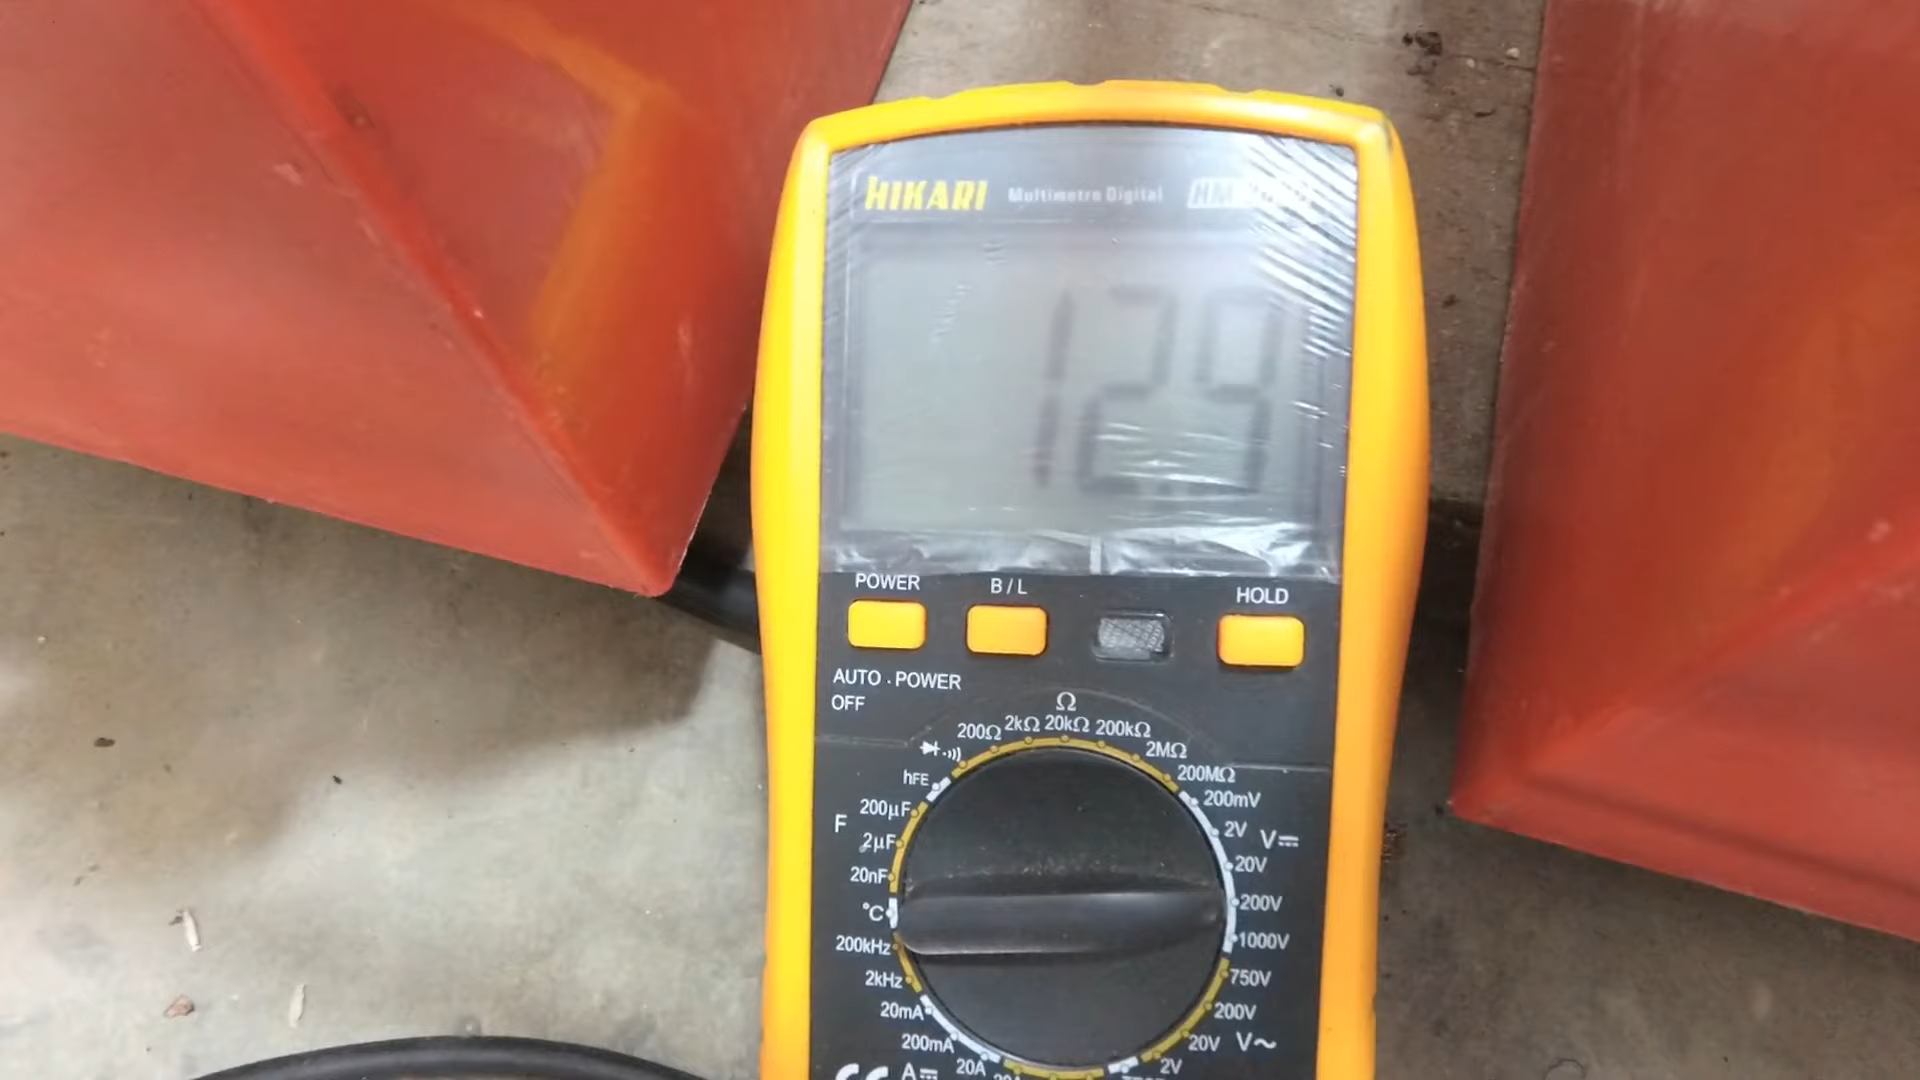 HIKARI Multimetro Digital
129
POWER B / L HOLD
AUTO . POWER
OFF
Ω
200Ω 2kΩ 20kΩ 200kΩ 2MΩ 200MΩ
hFE
F 200µF
2µF
20nF
°C
200kHz
2kHz
20mA
200mA
A 20A
200mV
2V V
20V
200V
1000V
750V
200V
20V V~
2V